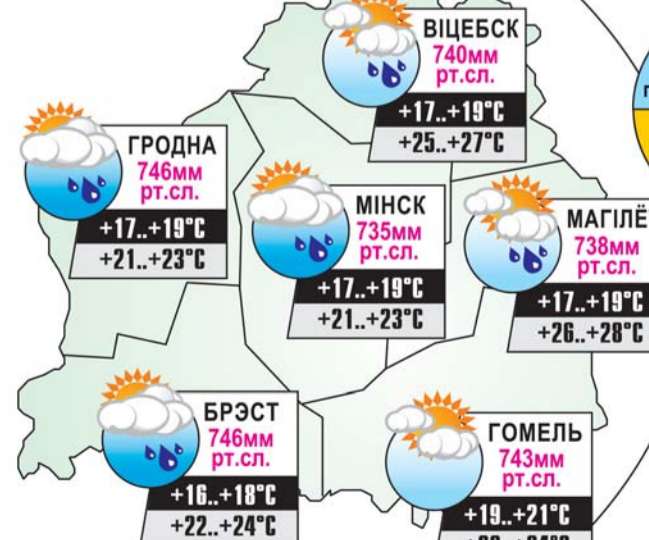 ВІЦЕБСК
740мм
рт.сл.
+17..+19°С
+25..+27°С
ГРОДНА
746мм
рт.сл.
+17..+19°С
+21..+23°С
МІНСК
735мм
рт.сл.
+17..+19°С
+21..+23°С
МАГІЛЁ
738мм
рт.сл.
+17..+19°С
+26..+28°С
БРЭСТ
746мм
рт.сл.
+16..+18°С
+22..+24°С
ГОМЕЛЬ
743мм
рт.сл.
+19..+21°С